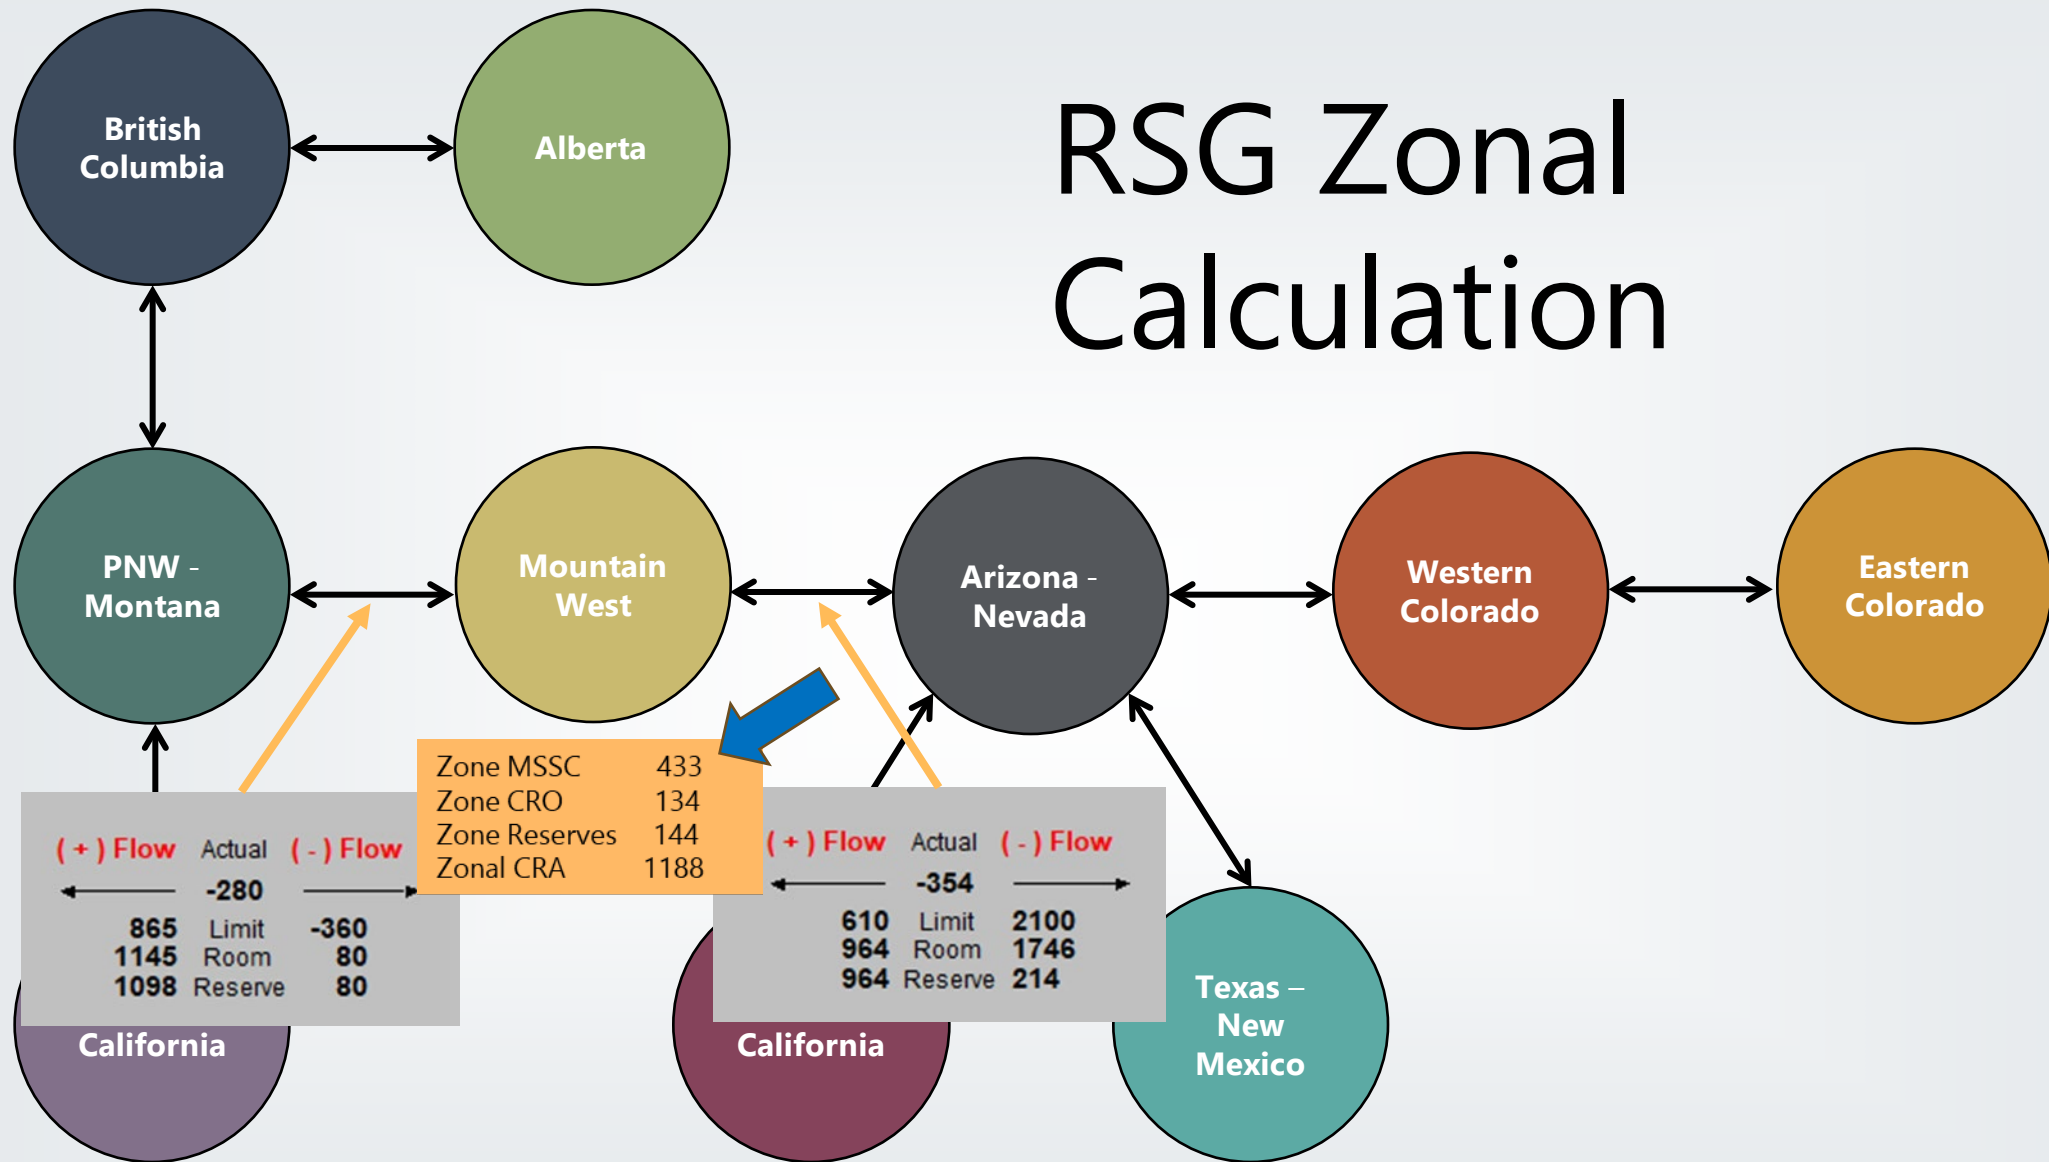 RSG Zonal
Calculation
British
Columbia
Alberta
PNW -
Montana
Mountain
West
Arizona -
Nevada
Western
Colorado
Eastern
Colorado
Zone MSSC 433
Zone CRO 134
Zone Reserves 144
Zonal CRA 1188
( + ) Flow Actual ( - ) Flow
-280
865 Limit -360
1145 Room 80
1098 Reserve 80
( + ) Flow Actual ( - ) Flow
-354
610 Limit 2100
964 Room 1746
964 Reserve 214
California
California
Texas –
New
Mexico